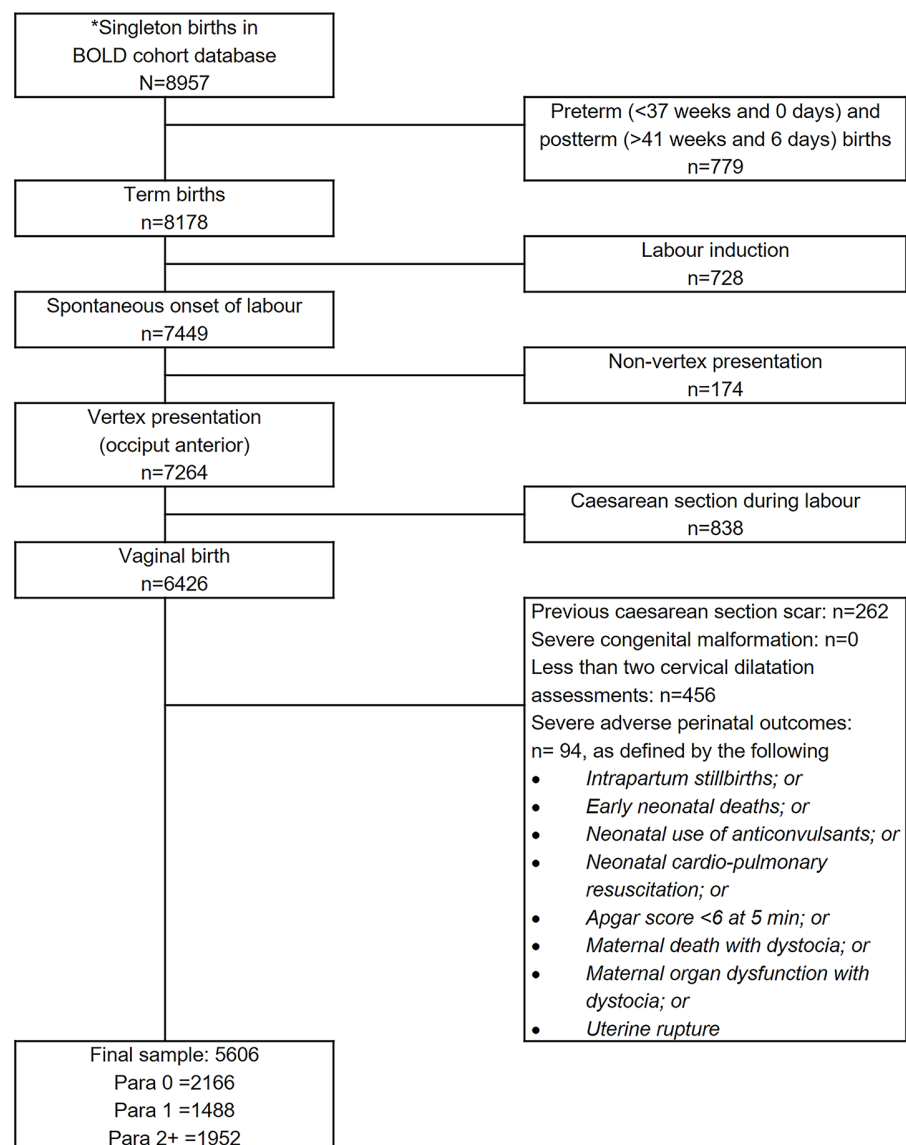 *Singleton births in
BOLD cohort database
N=8957
Preterm (<37 weeks and 0 days) and
postterm (>41 weeks and 6 days) births
n=779
Term births
n=8178
Labour induction
n=728
Spontaneous onset of labour
n=7449
Non-vertex presentation
n=174
Vertex presentation
(occiput anterior)
n=7264
Caesarean section during labour
n=838
Vaginal birth
n=6426
Previous caesarean section scar: n=262
Severe congenital malformation: n=0
Less than two cervical dilatation
assessments: n=456
Severe adverse perinatal outcomes:
n= 94, as defined by the following
• Intrapartum stillbirths; or
• Early neonatal deaths; or
• Neonatal use of anticonvulsants; or
• Neonatal cardio-pulmonary
resuscitation; or
• Apgar score <6 at 5 min; or
• Maternal death with dystocia; or
• Maternal organ dysfunction with
dystocia; or
• Uterine rupture
Final sample: 5606
Para 0 =2166
Para 1 =1488
Para 2+ =1952